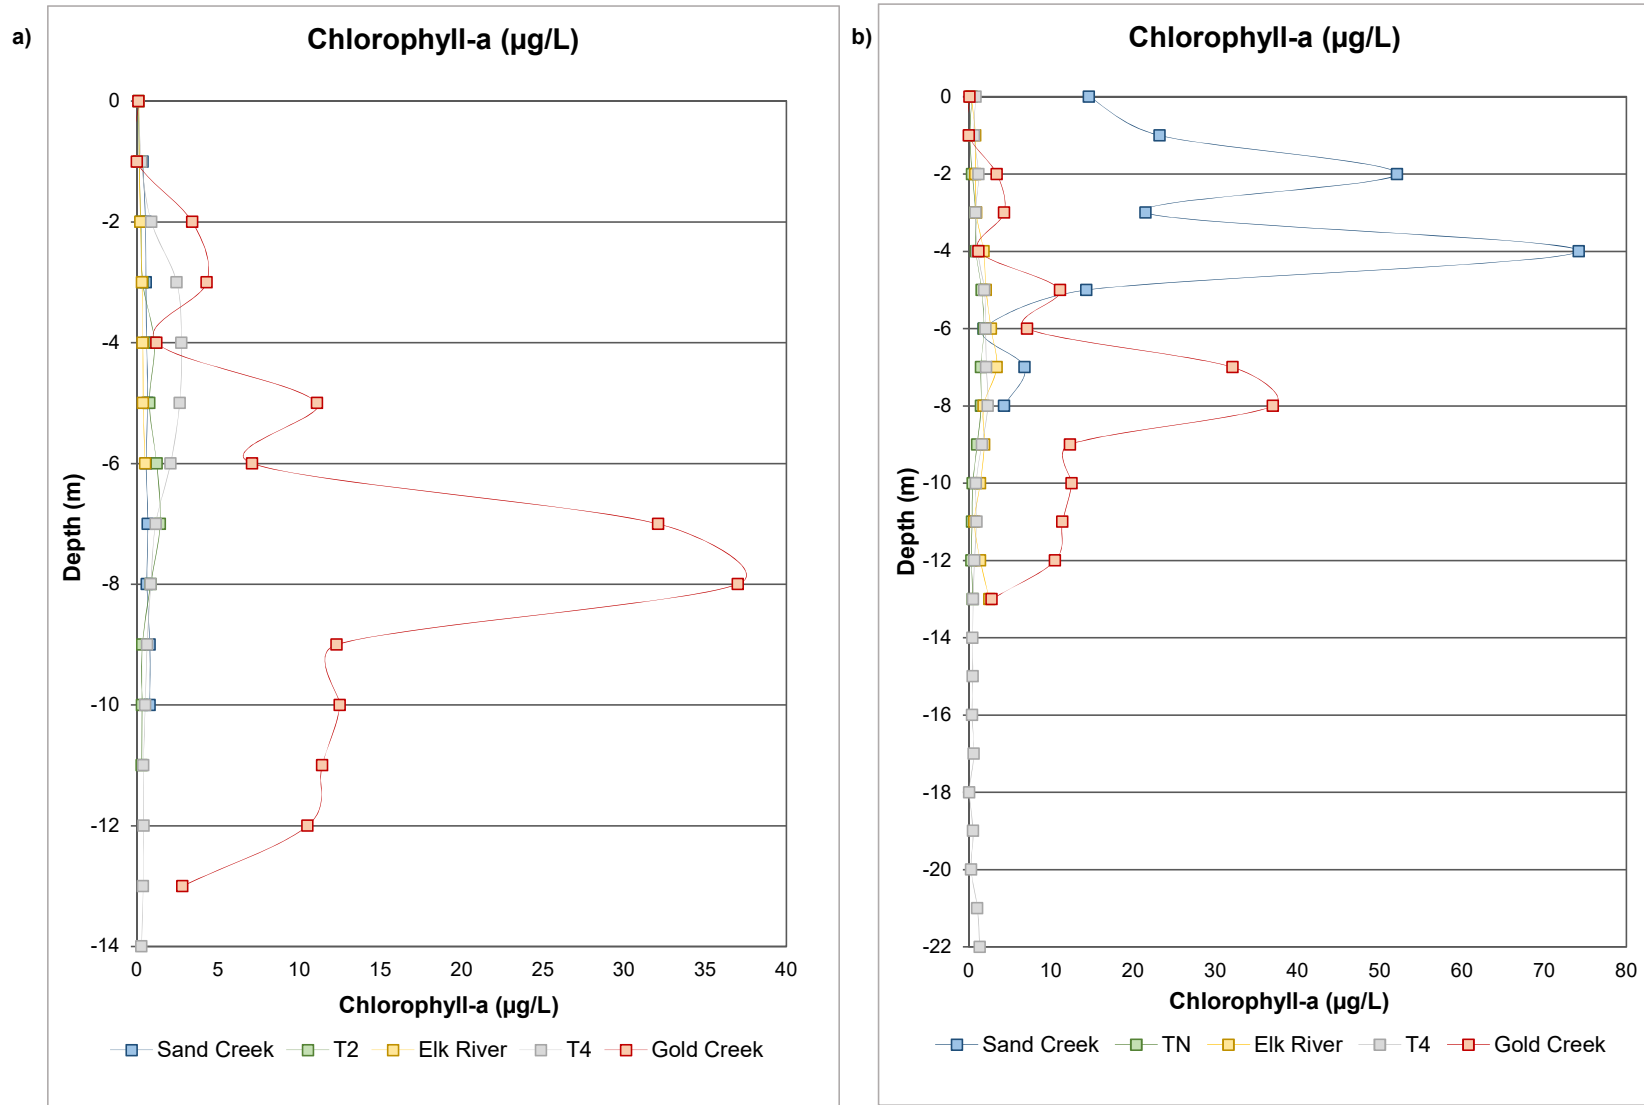 a)
Chlorophyll-a (µg/L)
0
-2
-4
-6
-8
-10
-12
-14
Depth (m)
0 5 10 15 20 25 30 35 40
Chlorophyll-a (µg/L)
Sand Creek T2 Elk River T4 Gold Creek
b)
Chlorophyll-a (µg/L)
0
-2
-4
-6
-8
-10
-12
-14
-16
-18
-20
-22
Depth (m)
0 10 20 30 40 50 60 70 80
Chlorophyll-a (µg/L)
Sand Creek TN Elk River T4 Gold Creek